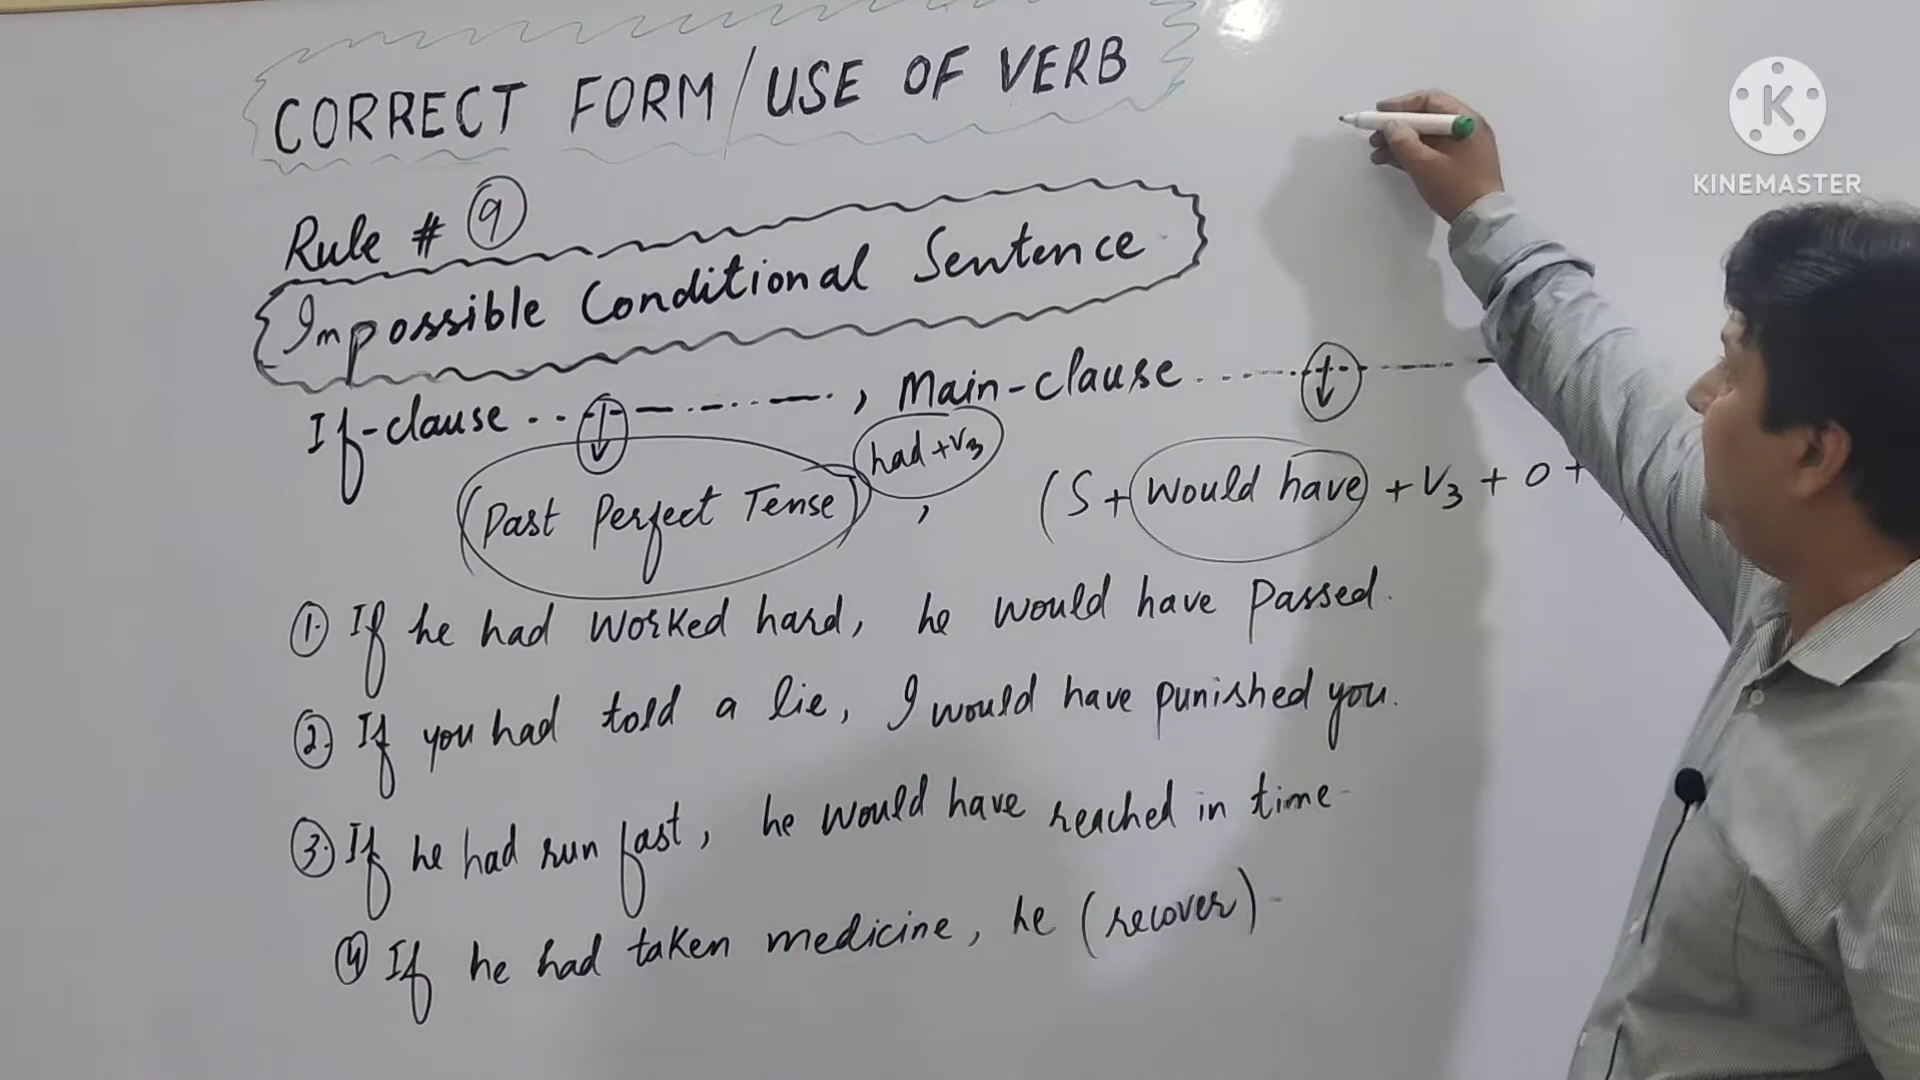 CORRECT FORM/USE OF VERB
Rule # 9
Impossible Conditional Sentence
If-clause ..... , Main-clause .....
(Past Perfect Tense) had+V3 , (S + would have + V3 + O +
1. If he had worked hard, he would have passed.
2. If you had told a lie, I would have punished you.
3. If he had run fast, he would have reached in time.
4 If he had taken medicine, he (recover).
K
KINEMASTER